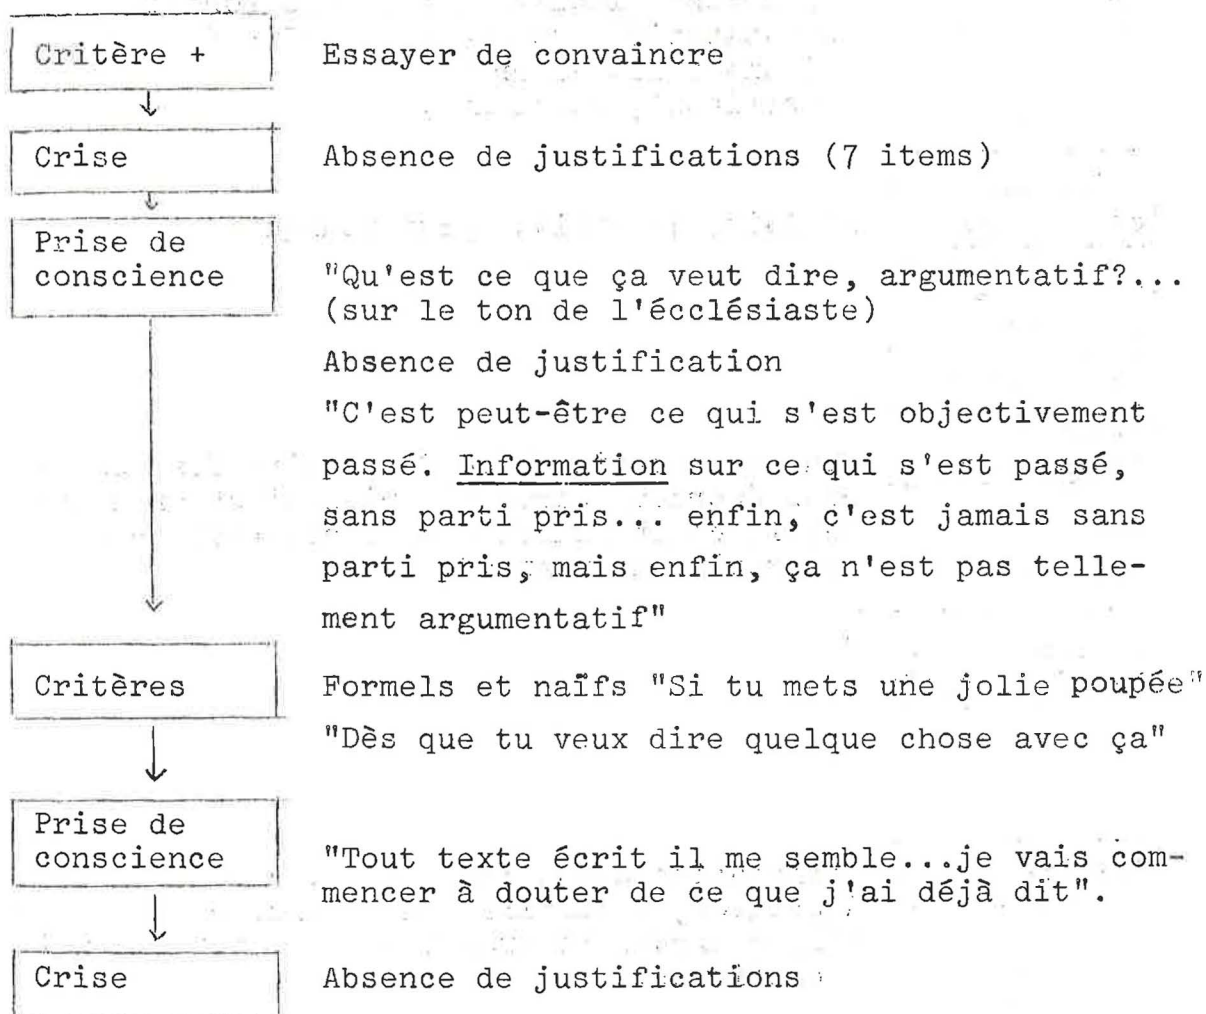 Critère + Essayer de convaincre
Crise Absence de justifications (7 items)
Prise de
conscience "Qu'est ce que ça veut dire, argumentatif?...
(sur le ton de l'écclésiaste)
Absence de justification
"C'est peut-être ce qui s'est objectivement
passé. Information sur ce qui s'est passé,
sans parti pris... enfin, c'est jamais sans
parti pris, mais enfin, ça n'est pas telle-
ment argumentatif"
Critères Formels et naïfs "Si tu mets une jolie poupée"
"Dès que tu veux dire quelque chose avec ça"
Prise de
conscience "Tout texte écrit il me semble...je vais com-
mencer à douter de ce que j'ai déjà dit".
Crise Absence de justifications